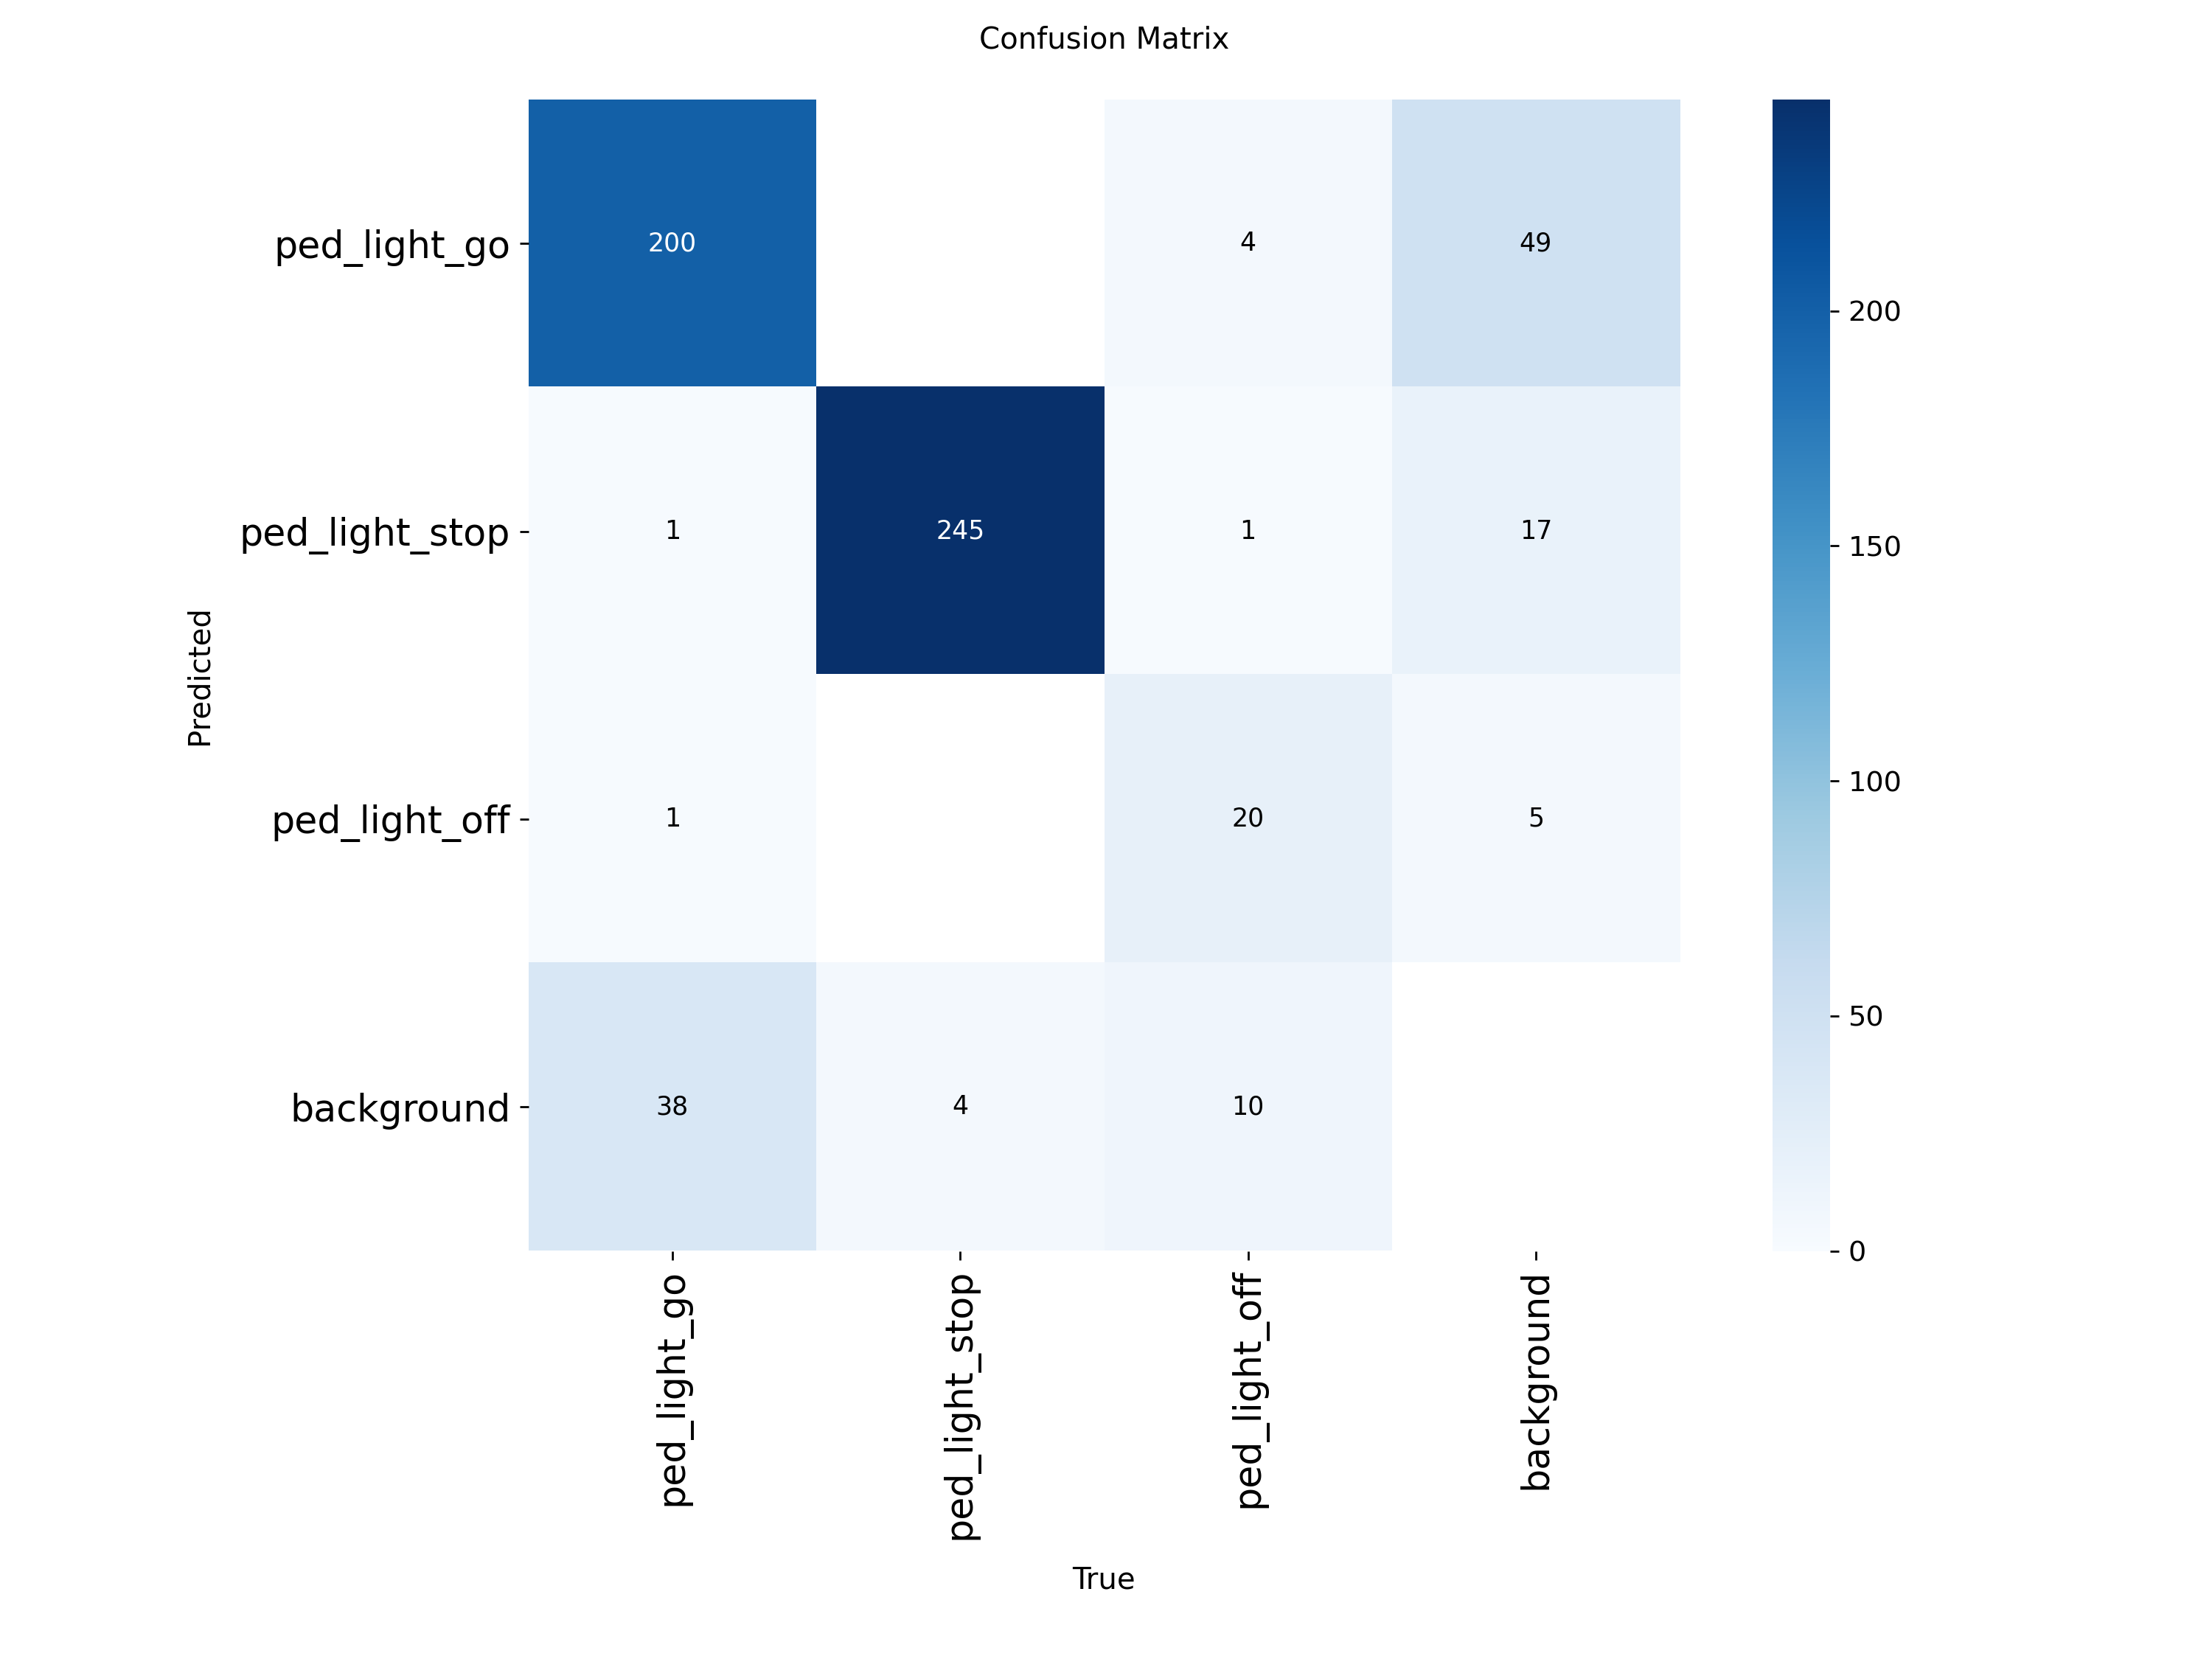 Confusion Matrix
ped_light_go
200
4
49
ped_light_stop
1
245
1
17
ped_light_off
1
20
5
background
38
4
10
Predicted
200
150
100
50
0
ped_light_go
ped_light_stop
ped_light_off
background
True